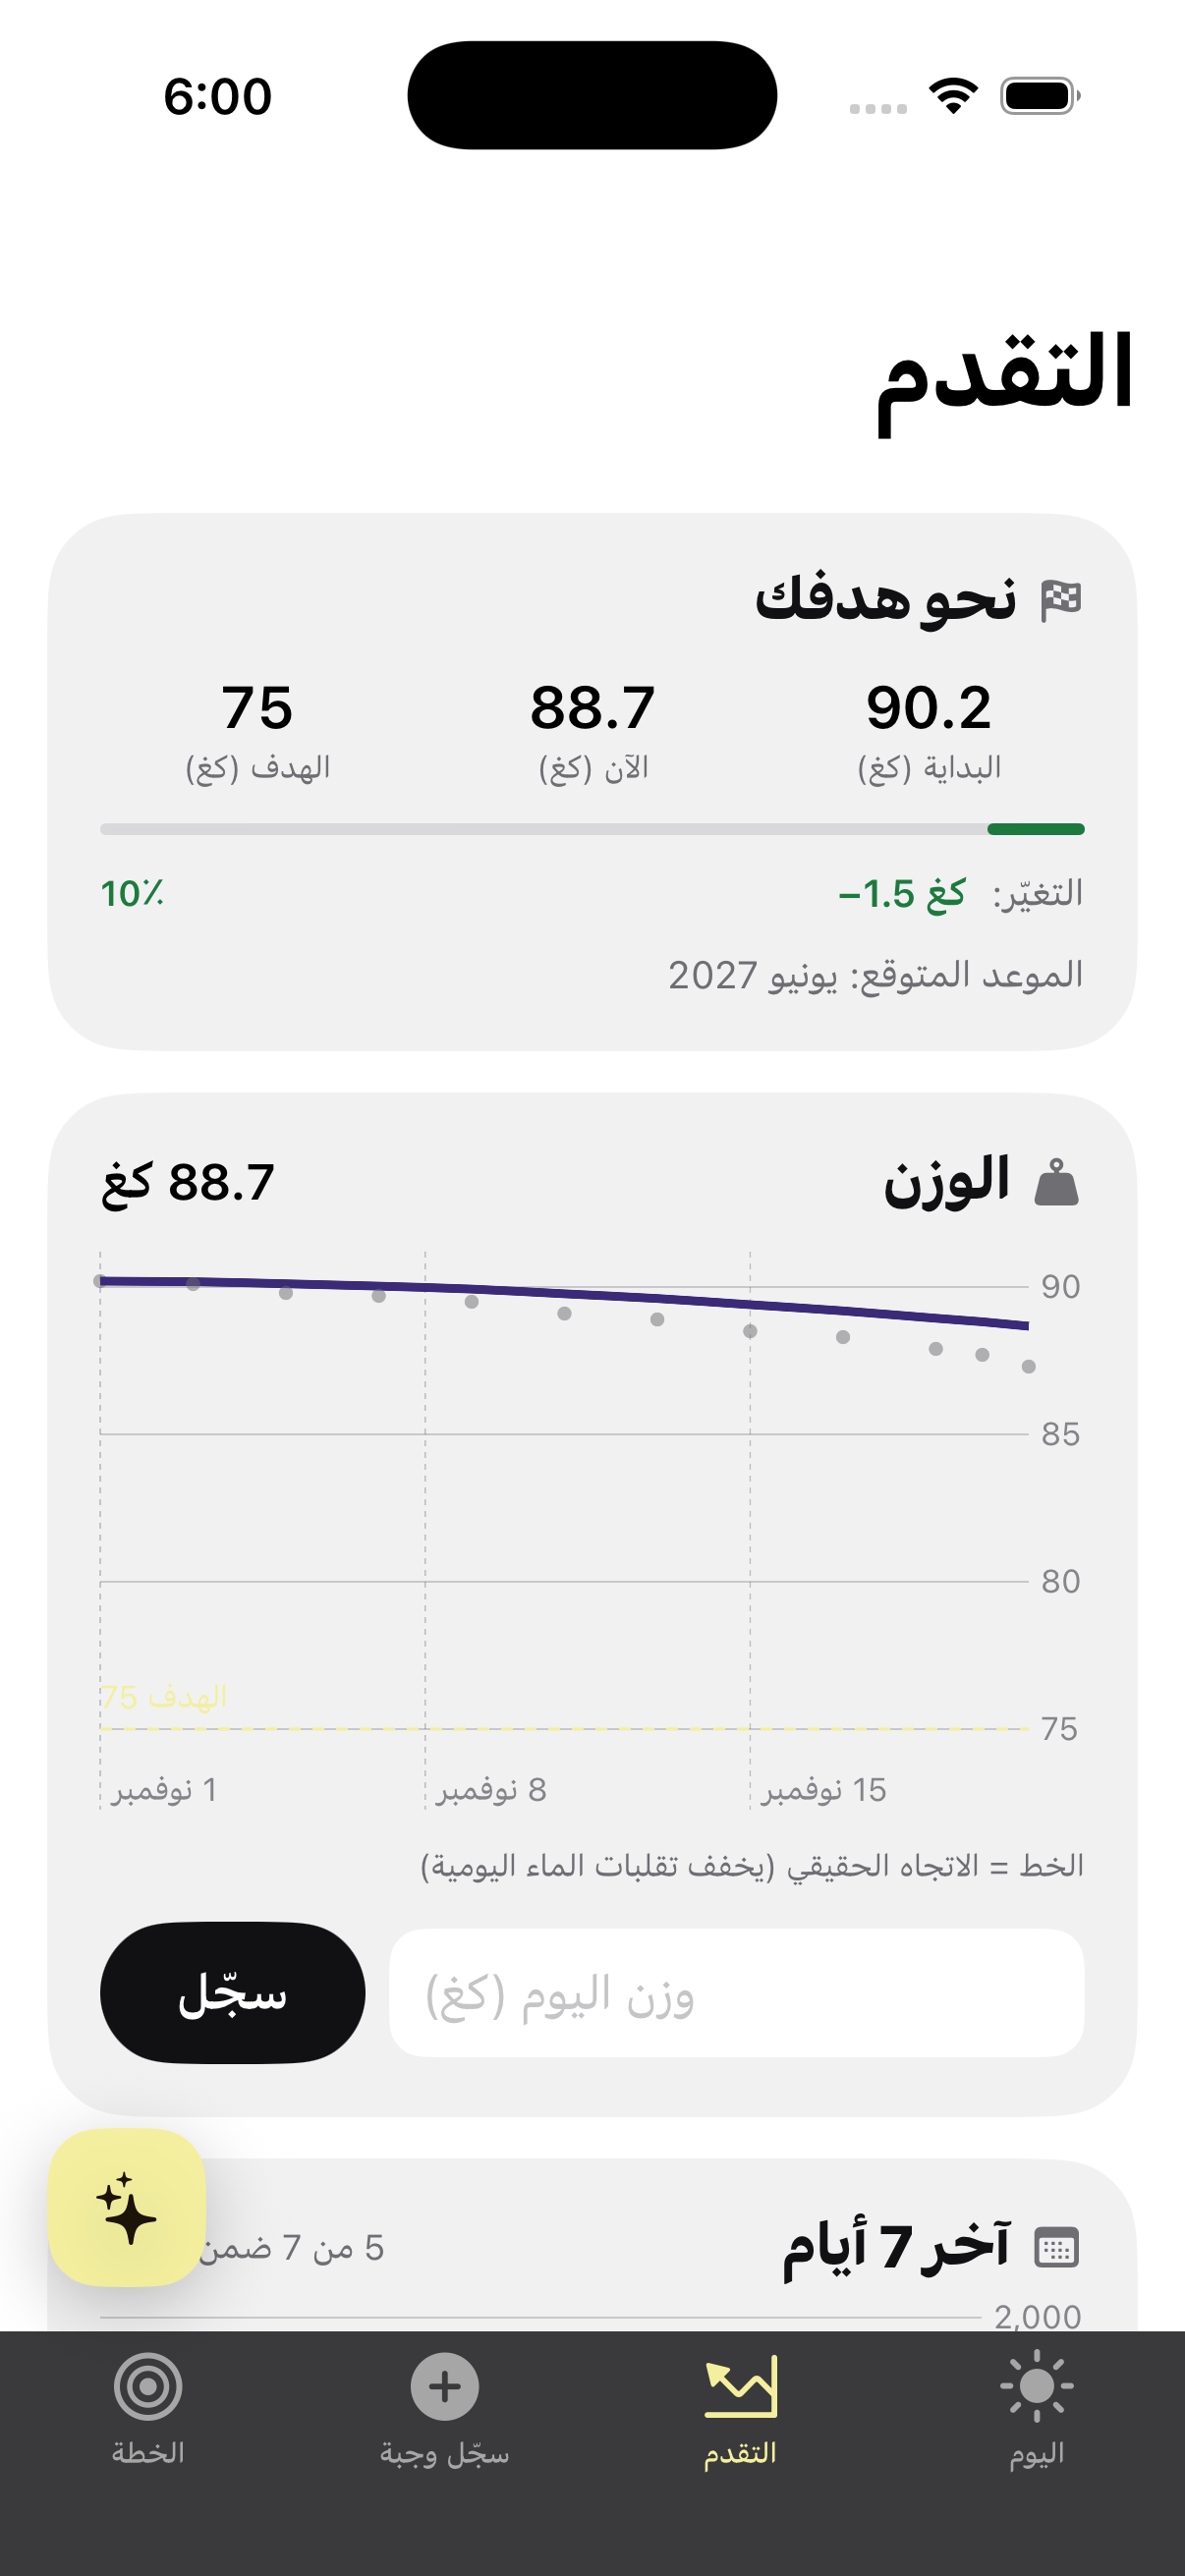 6:00
التقدم
نحو هدفك
90.2 88.7 75
البداية (كغ) الآن (كغ) الهدف (كغ)
التغيّر: –1.5 كغ 10٪
الموعد المتوقع: يونيو 2027
الوزن 88.7 كغ
90
85
80
الهدف 75
75
1 نوفمبر 8 نوفمبر 15 نوفمبر
الخط = الاتجاه الحقيقي (يخفف تقلبات الماء اليومية)
وزن اليوم (كغ) سجّل
آخر 7 أيام 5 من 7 ضمن
2,000
اليوم التقدم سجّل وجبة الخطة